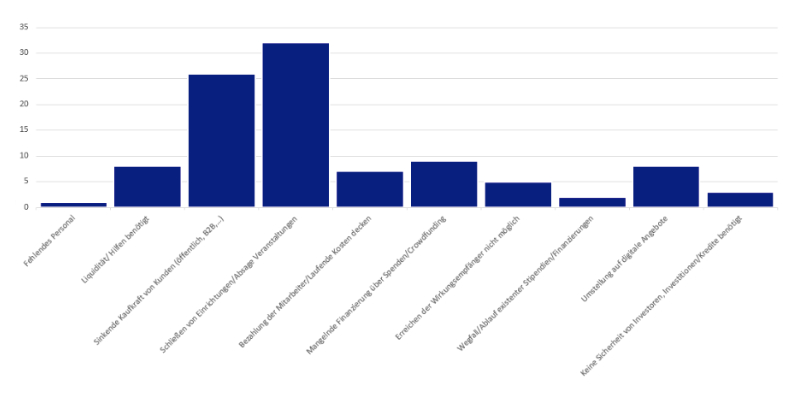 35
30
25
20
15
10
5
0
Fehlendes Personal
Liquidität/ Hilfen benötigt
Sinkende Kaufkraft von Kunden (öffentlich, B2B,...)
Schließen von Einrichtungen/Absage Veranstaltungen
Bezahlung der Mitarbeiter/Laufende Kosten decken
Mangelnde Finanzierung über Spenden/Crowdfunding
Erreichen der Wirkungsempfänger nicht möglich
Wegfall/Ablauf existenter Stipendien/Finanzierungen
Umstellung auf digitale Angebote
Keine Sicherheit von Investoren, Investitionen/Kredite benötigt